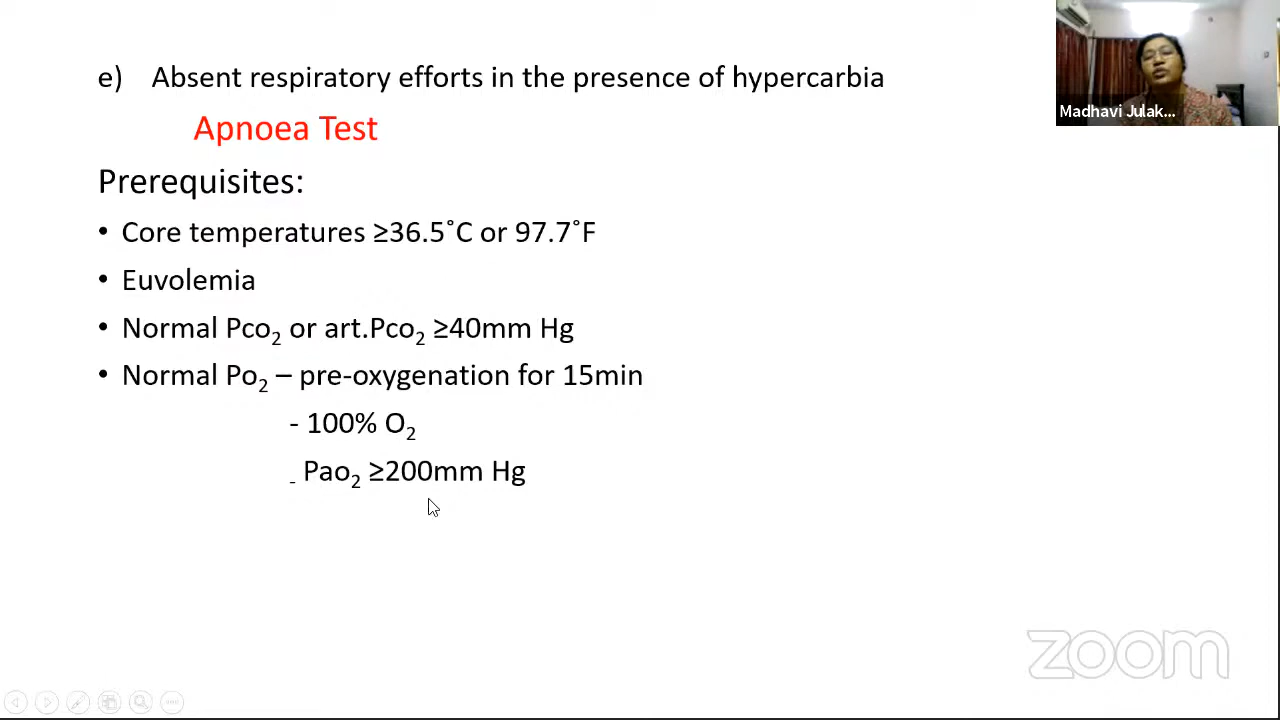 e) Absent respiratory efforts in the presence of hypercarbia
Apnoea Test
Prerequisites:
• Core temperatures ≥36.5˚C or 97.7˚F
• Euvolemia
• Normal Pco₂ or art.Pco₂ ≥40mm Hg
• Normal Po₂ – pre-oxygenation for 15min
- 100% O₂
- Pao₂ ≥200mm Hg
Madhavi Julak...
zoom